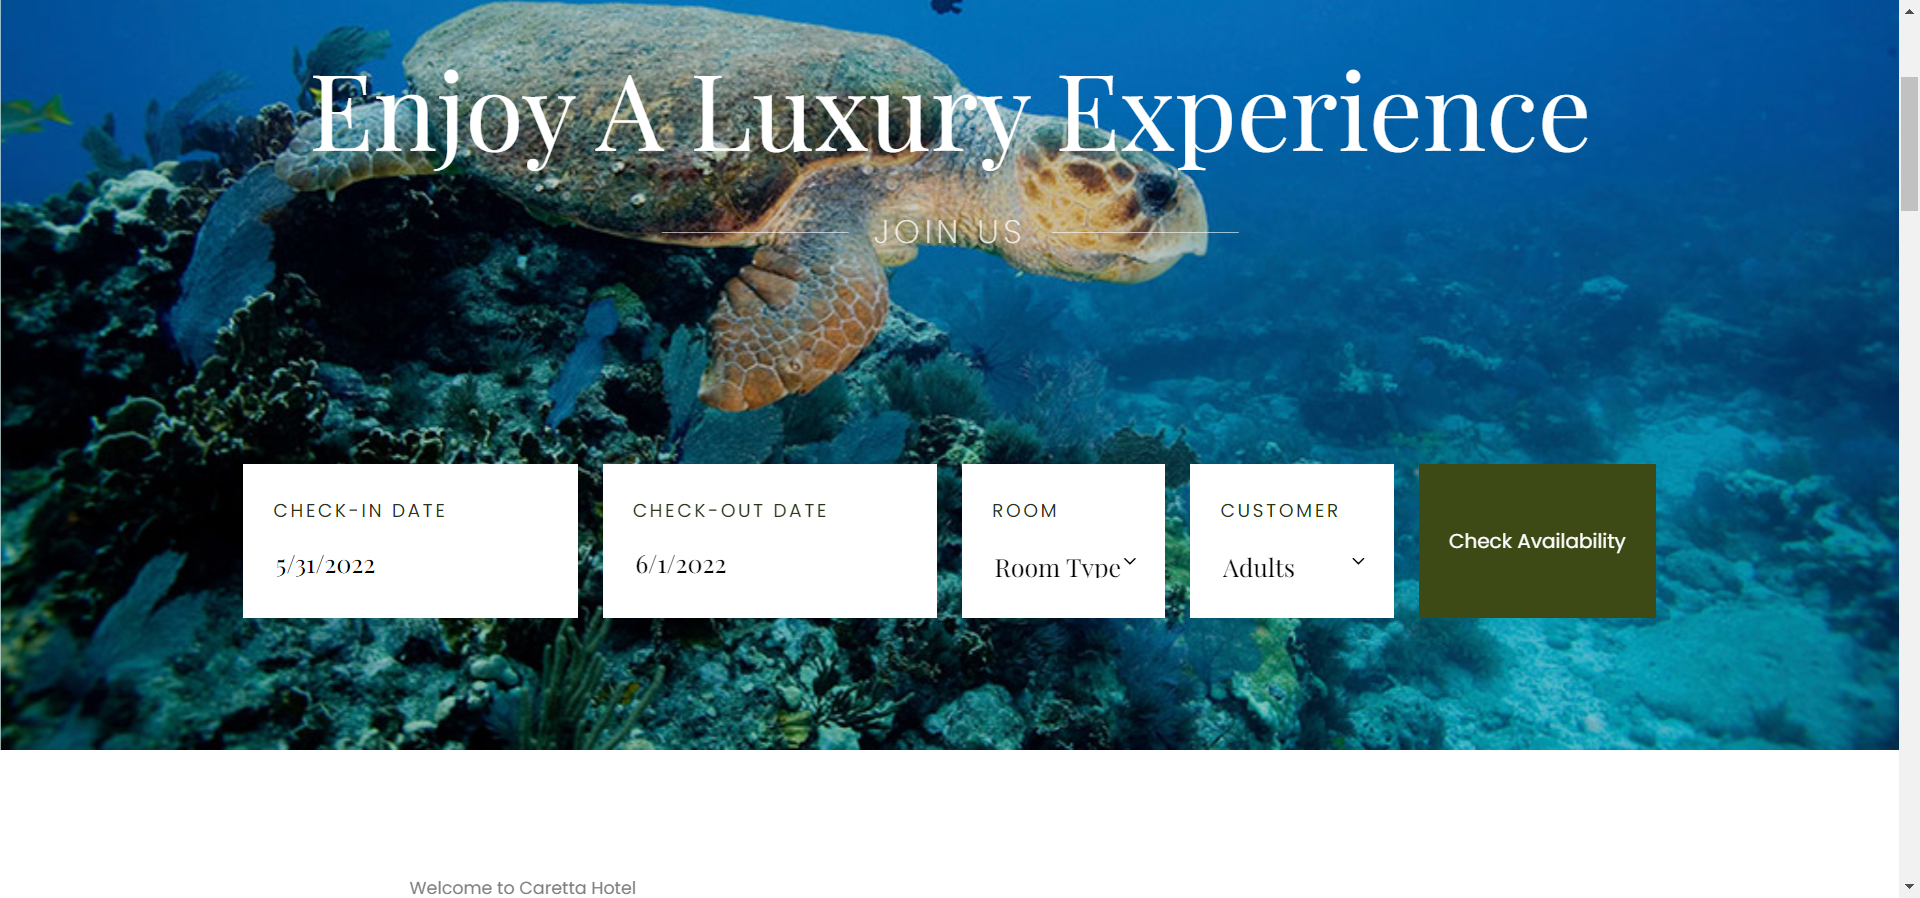 Enjoy A Luxury Experience
JOIN US
CHECK-IN DATE
5/31/2022
CHECK-OUT DATE
6/1/2022
ROOM
Room Type
CUSTOMER
Adults
Check Availability
Welcome to Caretta Hotel